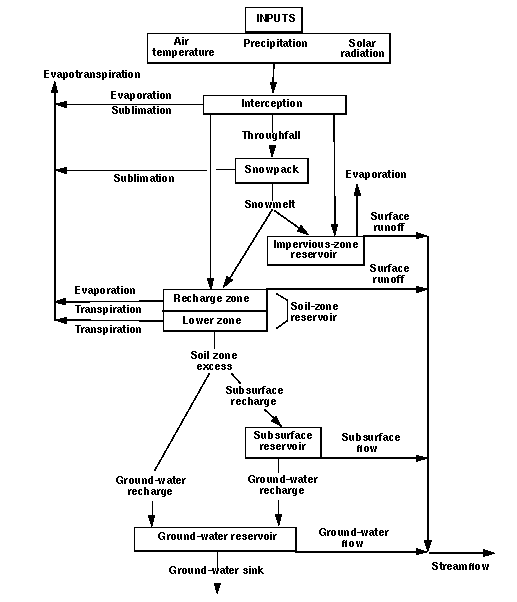 INPUTS
Air
temperature
Precipitation
Solar
radiation
Evapotranspiration
Evaporation
Sublimation
Interception
Throughfall
Sublimation
Snowpack
Evaporation
Snowmelt
Surface
runoff
Impervious-zone
reservoir
Surface
runoff
Evaporation
Transpiration
Recharge zone
Soil-zone
reservoir
Lower zone
Transpiration
Soil zone
excess
Subsurface
recharge
Subsurface
reservoir
Subsurface
flow
Ground-water
recharge
Ground-water
recharge
Ground-water reservoir
Ground-water
flow
Streamflow
Ground-water sink